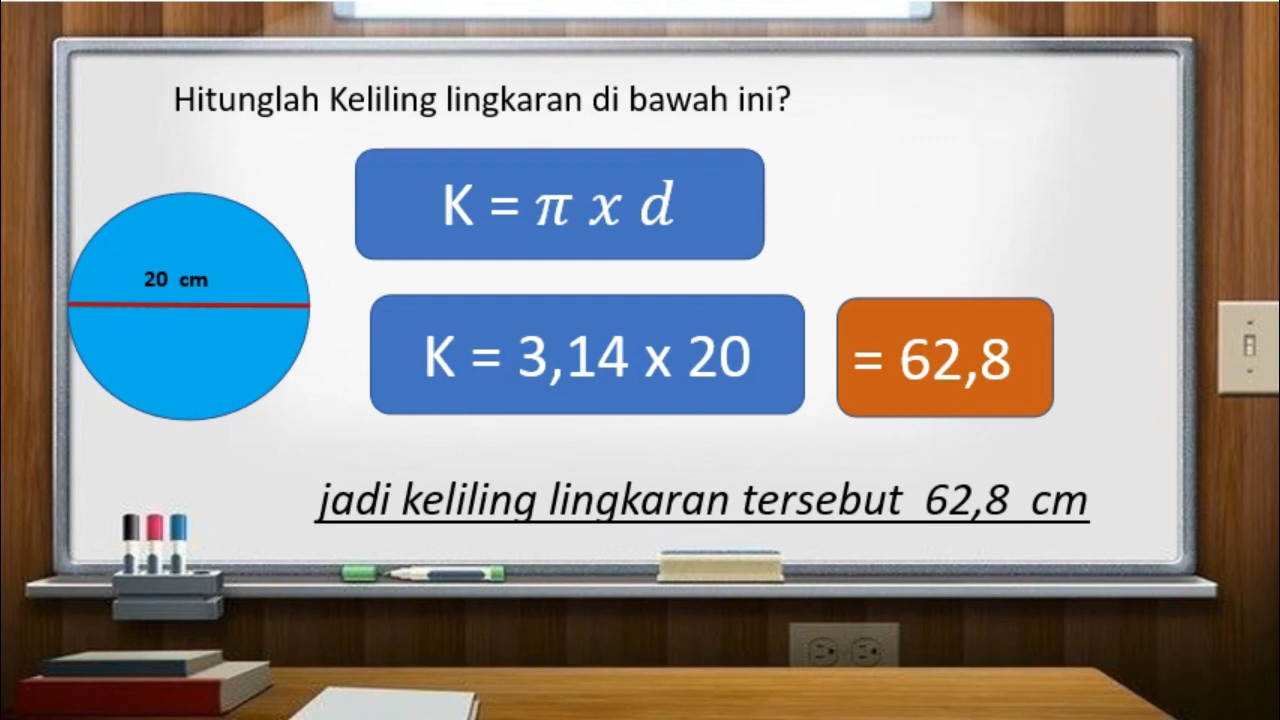 Hitunglah Keliling lingkaran di bawah ini?
K = π x d
20 cm
K = 3,14 x 20
= 62,8
jadi keliling lingkaran tersebut 62,8 cm